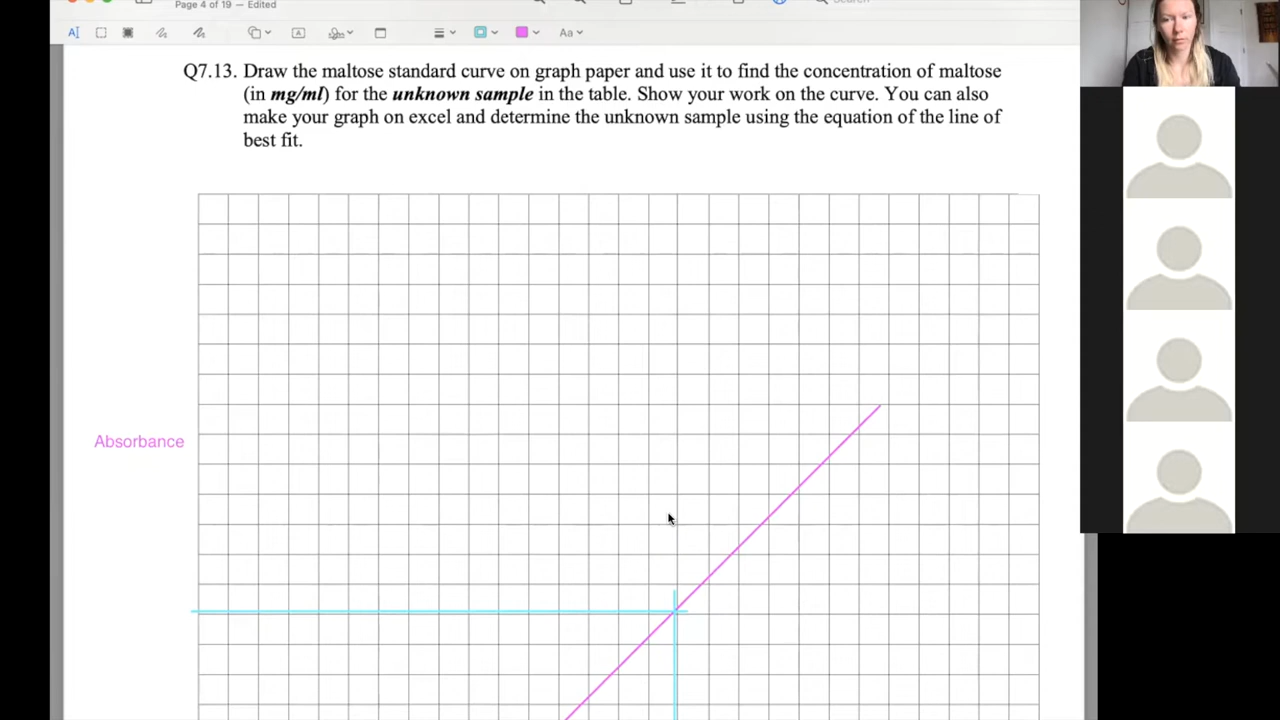 Page 4 of 19 — Edited
Search
Aa
Q7.13. Draw the maltose standard curve on graph paper and use it to find the concentration of maltose
(in mg/ml) for the unknown sample in the table. Show your work on the curve. You can also
make your graph on excel and determine the unknown sample using the equation of the line of
best fit.
Absorbance